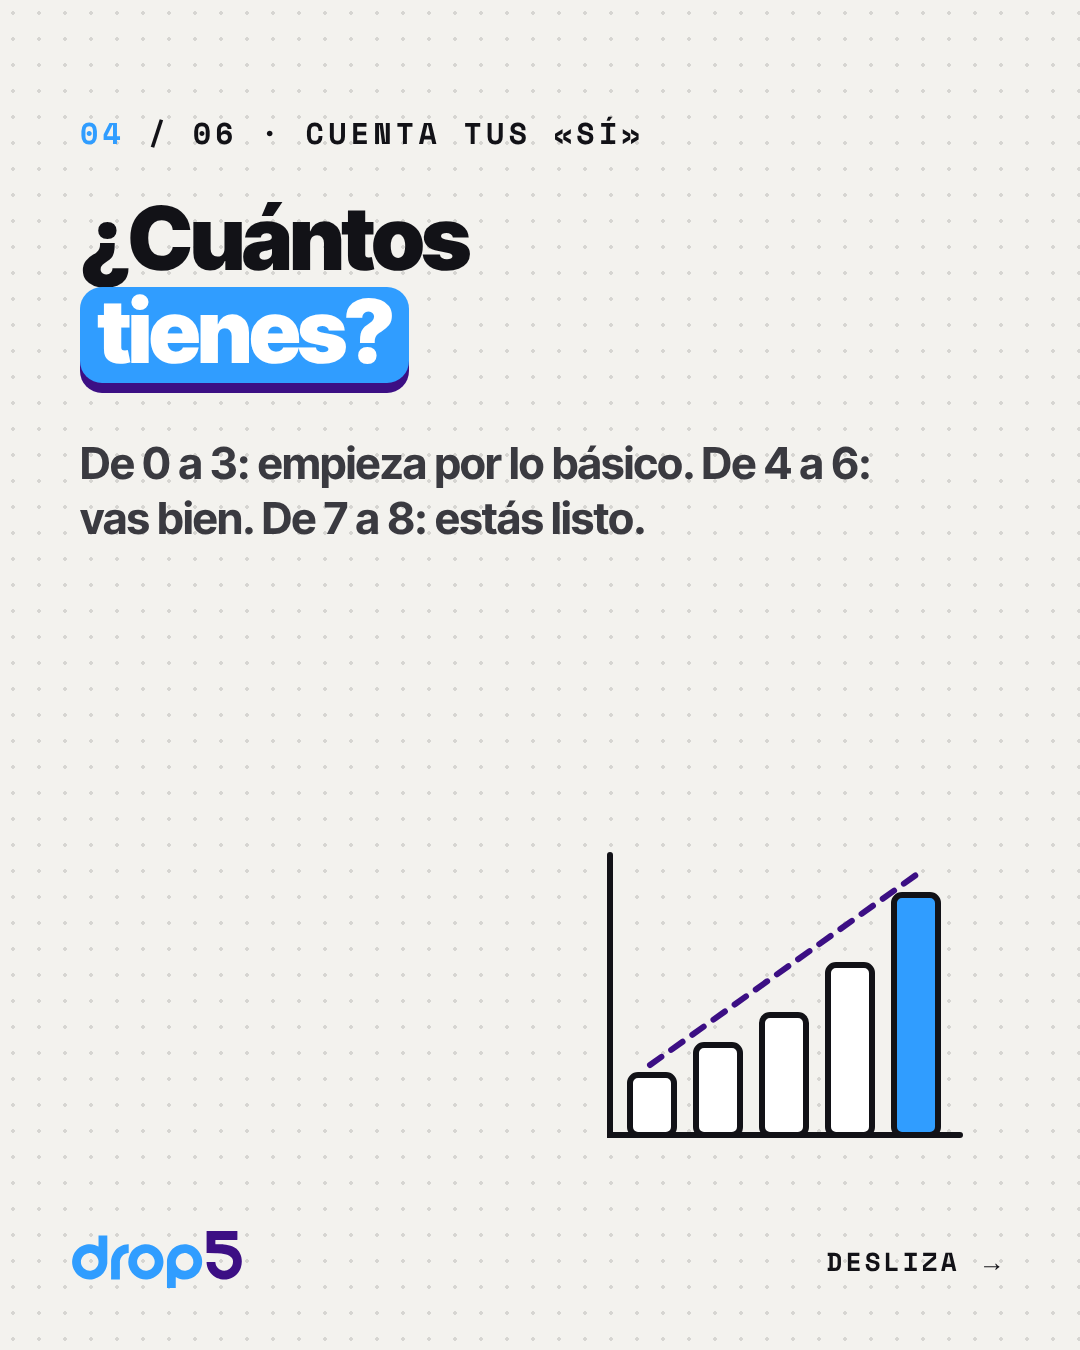 04 / 06 · CUENTA TUS «SÍ»
¿Cuántos
tienes?
De 0 a 3: empieza por lo básico. De 4 a 6:
vas bien. De 7 a 8: estás listo.
drop5
DESLIZA →